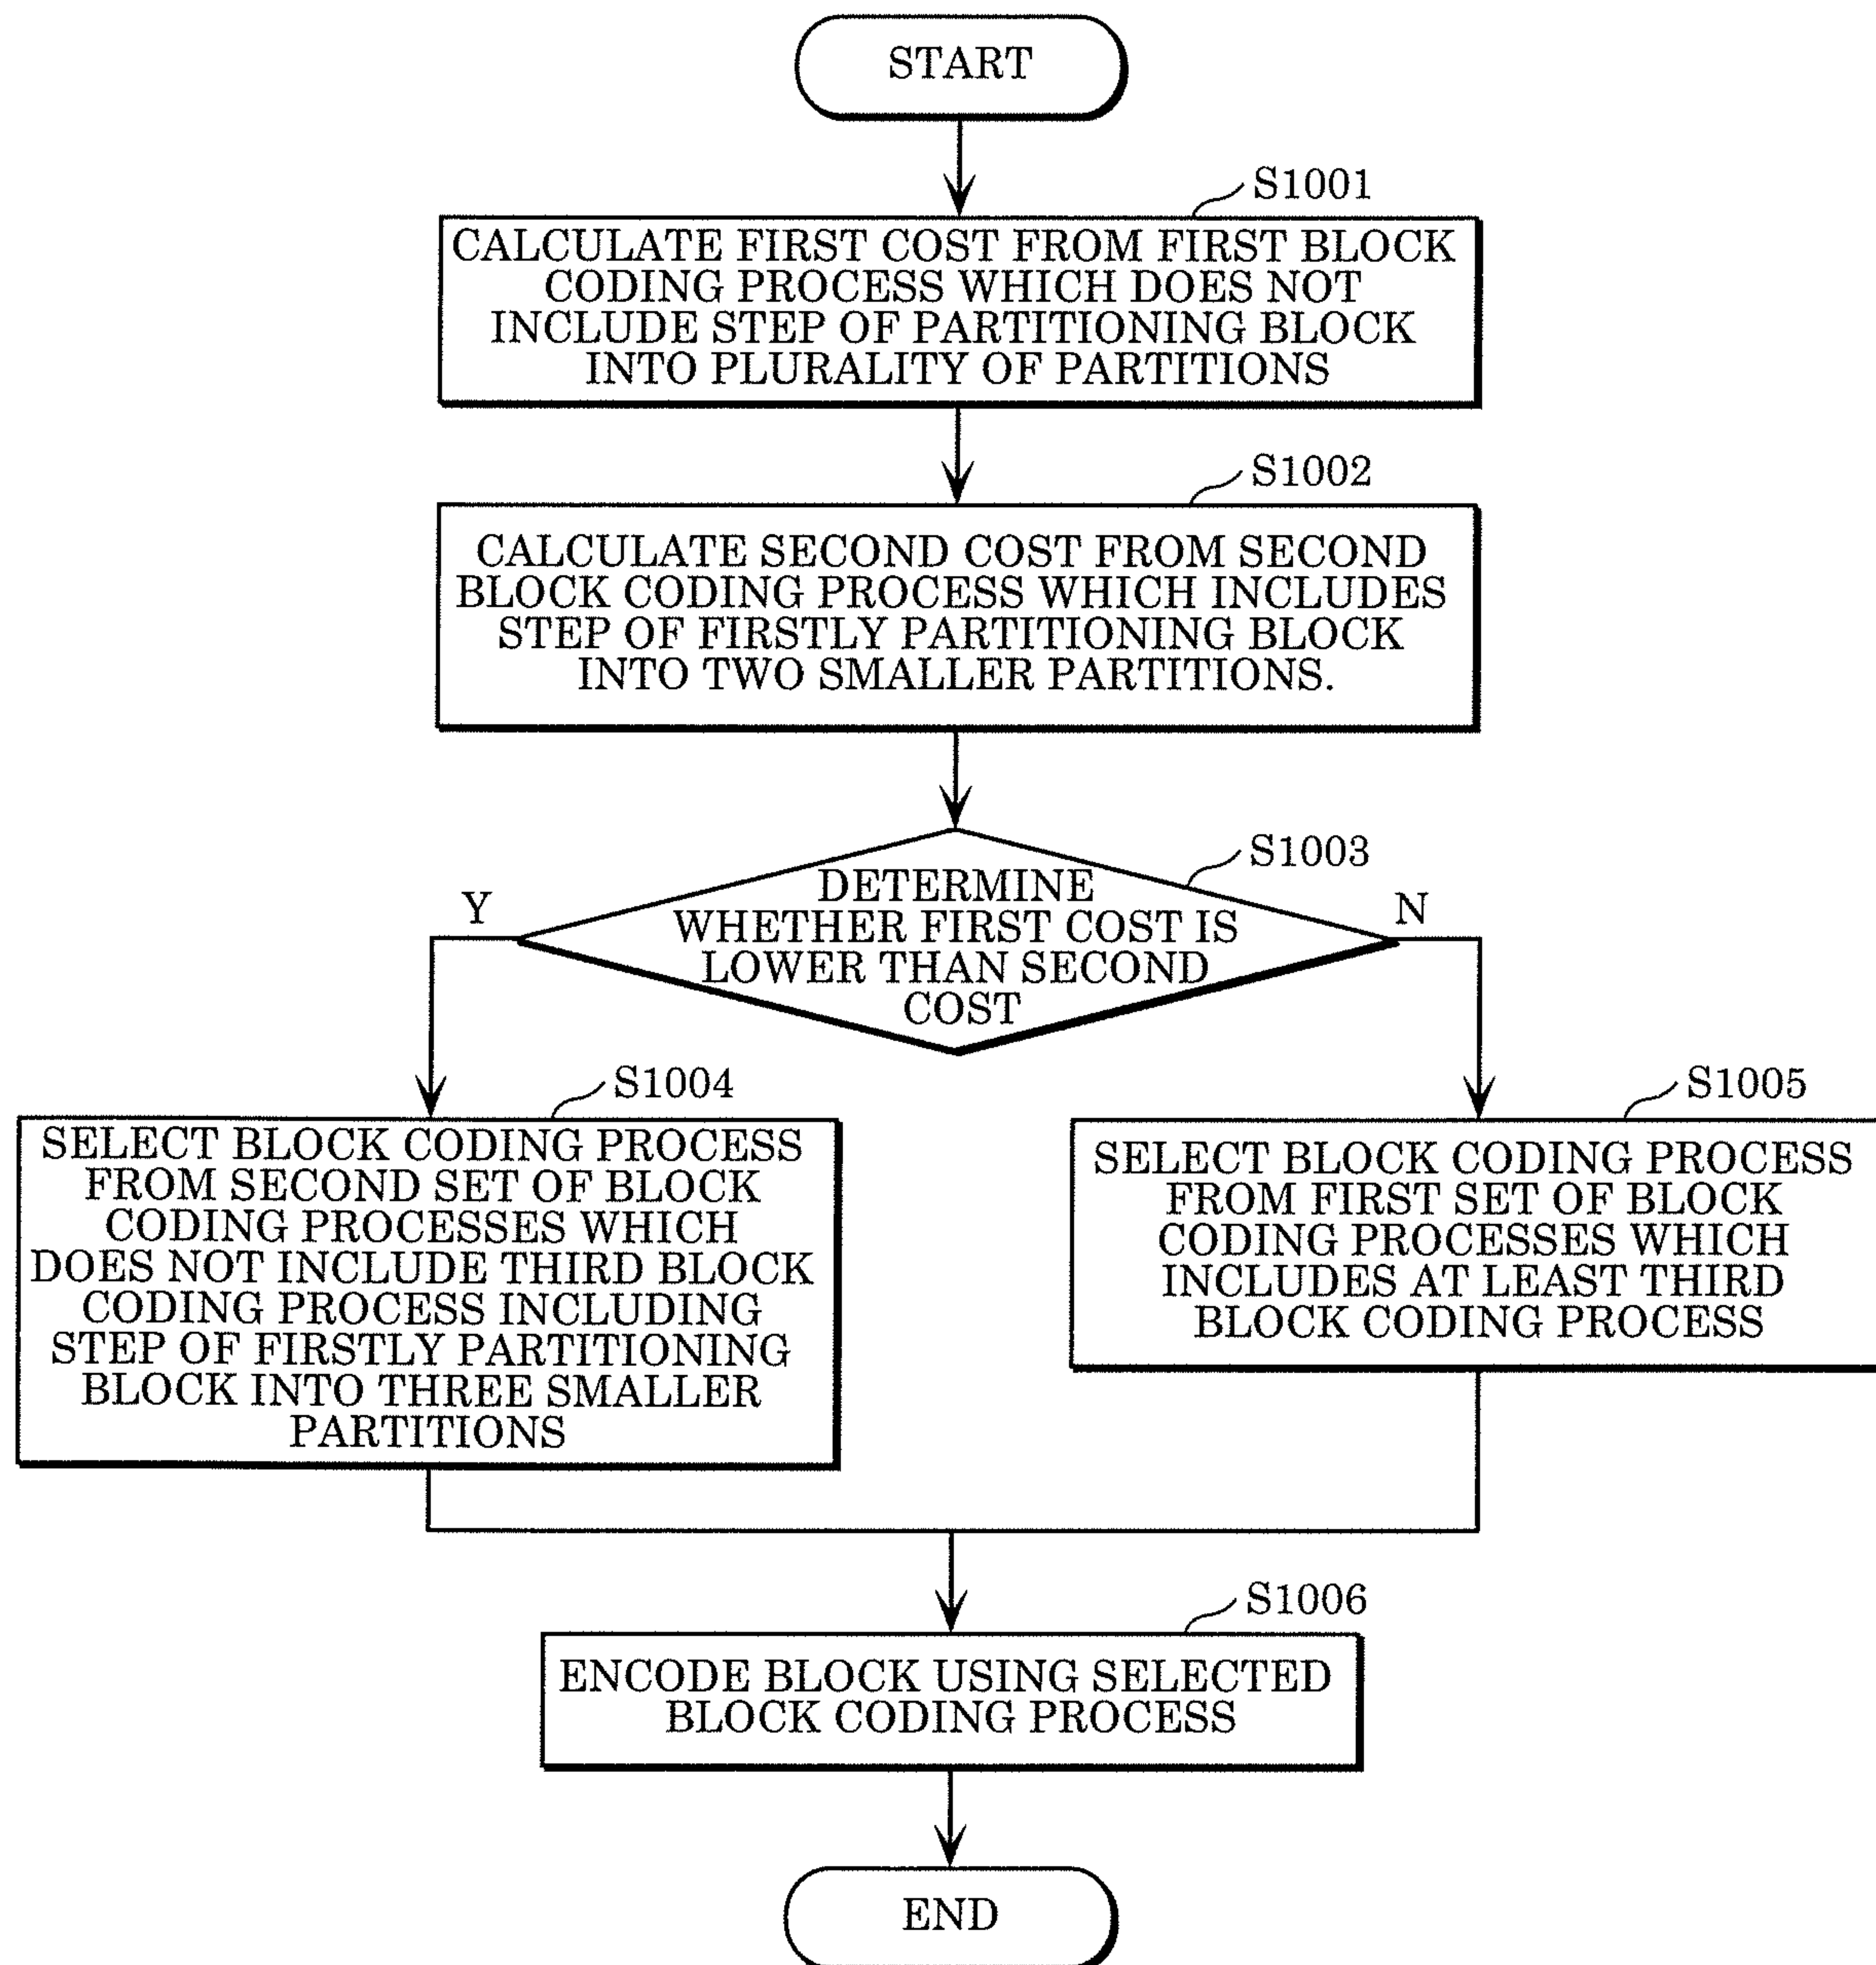 START
S1001
CALCULATE FIRST COST FROM FIRST BLOCK
CODING PROCESS WHICH DOES NOT
INCLUDE STEP OF PARTITIONING BLOCK
INTO PLURALITY OF PARTITIONS
S1002
CALCULATE SECOND COST FROM SECOND
BLOCK CODING PROCESS WHICH INCLUDES
STEP OF FIRSTLY PARTITIONING BLOCK
INTO TWO SMALLER PARTITIONS.
S1003
DETERMINE
WHETHER FIRST COST IS
LOWER THAN SECOND
COST
Y
N
S1004
SELECT BLOCK CODING PROCESS
FROM SECOND SET OF BLOCK
CODING PROCESSES WHICH
DOES NOT INCLUDE THIRD BLOCK
CODING PROCESS INCLUDING
STEP OF FIRSTLY PARTITIONING
BLOCK INTO THREE SMALLER
PARTITIONS
S1005
SELECT BLOCK CODING PROCESS
FROM FIRST SET OF BLOCK
CODING PROCESSES WHICH
INCLUDES AT LEAST THIRD
BLOCK CODING PROCESS
S1006
ENCODE BLOCK USING SELECTED
BLOCK CODING PROCESS
END